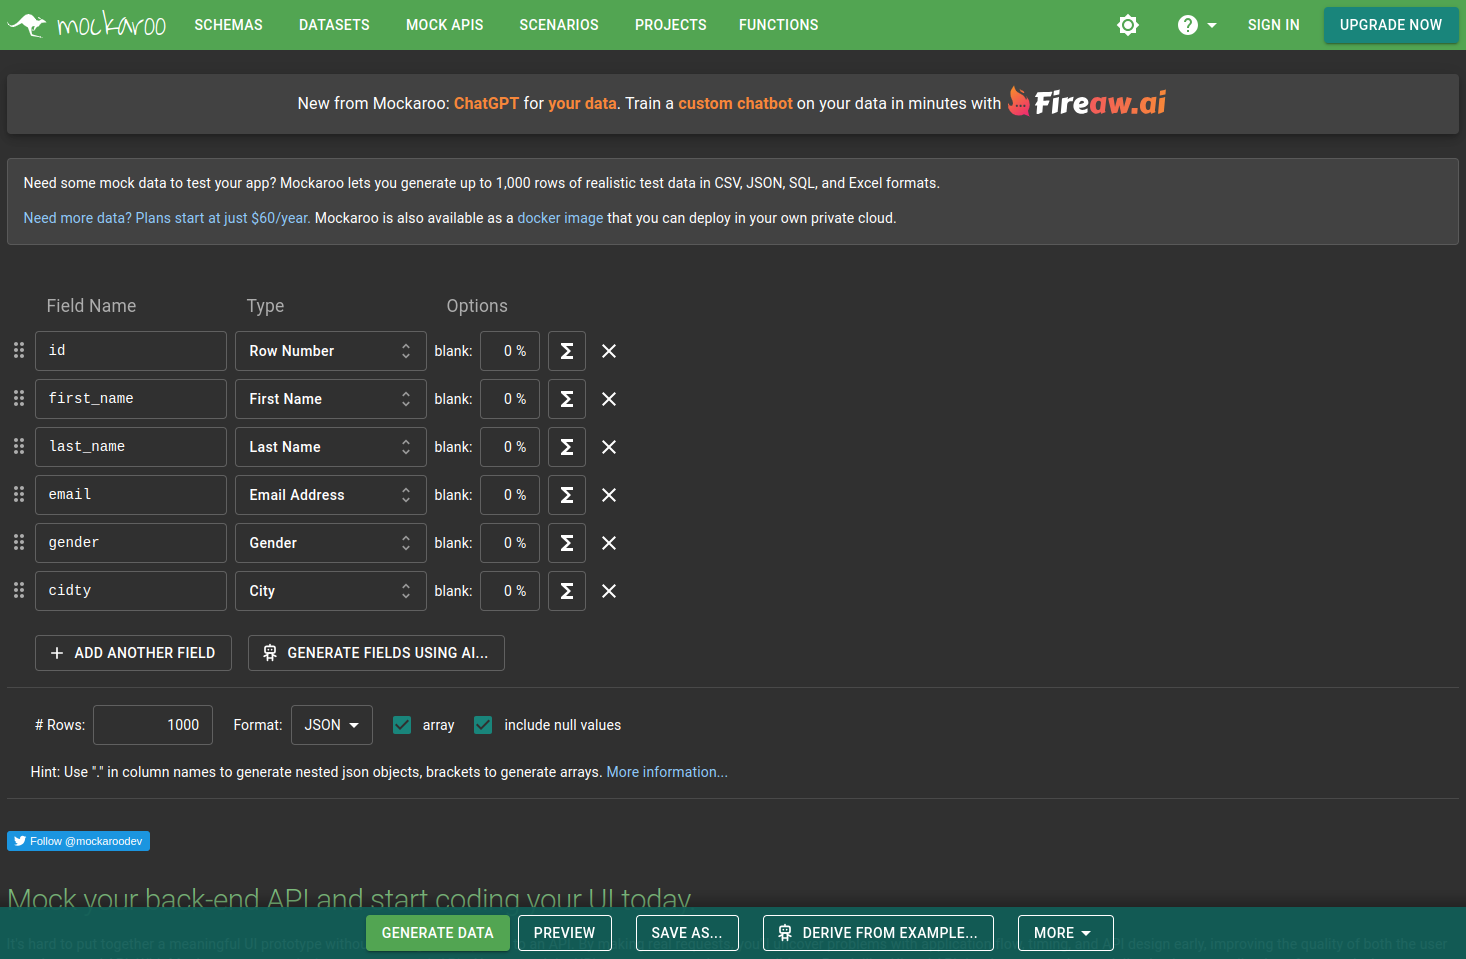 mockaroo SCHEMAS DATASETS MOCK APIS SCENARIOS PROJECTS FUNCTIONS SIGN IN UPGRADE NOW
New from Mockaroo: ChatGPT for your data. Train a custom chatbot on your data in minutes with Fireaw.ai
Need some mock data to test your app? Mockaroo lets you generate up to 1,000 rows of realistic test data in CSV, JSON, SQL, and Excel formats.
Need more data? Plans start at just $60/year. Mockaroo is also available as a docker image that you can deploy in your own private cloud.
Field Name Type Options
id Row Number blank: 0 %
first_name First Name blank: 0 %
last_name Last Name blank: 0 %
email Email Address blank: 0 %
gender Gender blank: 0 %
cidty City blank: 0 %
ADD ANOTHER FIELD GENERATE FIELDS USING AI...
# Rows: 1000 Format: JSON array include null values
Hint: Use "." in column names to generate nested json objects, brackets to generate arrays. More information...
Follow @mockaroodev
Mock your back-end API and start coding your UI today
GENERATE DATA PREVIEW SAVE AS... DERIVE FROM EXAMPLE... MORE
It's hard to put together a meaningful UI prototype design early, improving the quality of both the user